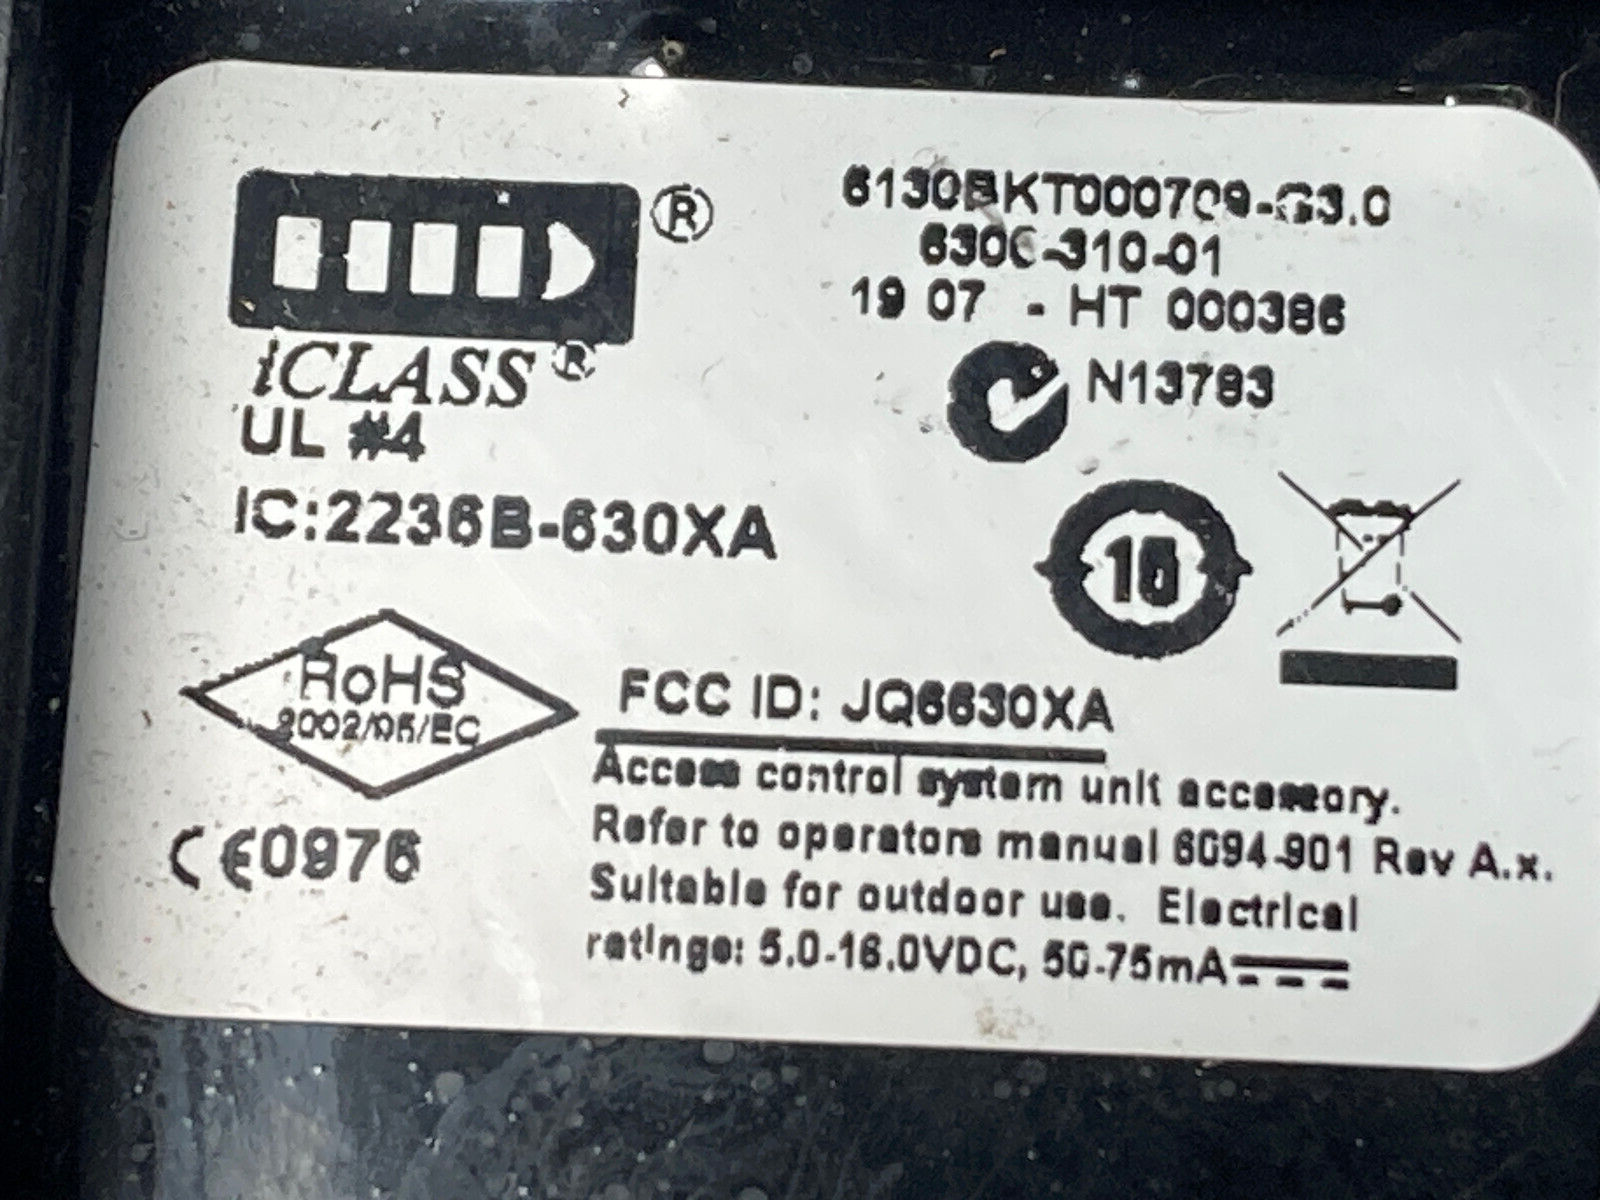 HID®
iCLASS®
UL #4
IC:2236B-630XA
6130BKT000709-G3.0
6300-310-01
19 07 - HT 000386
N13783
10
RoHS
2002/95/EC
CE0976
FCC ID: JQ6630XA
Access control system unit accessory.
Refer to operators manual 6094-901 Rev A.x.
Suitable for outdoor use. Electrical
ratings: 5.0-16.0VDC, 50-75mA